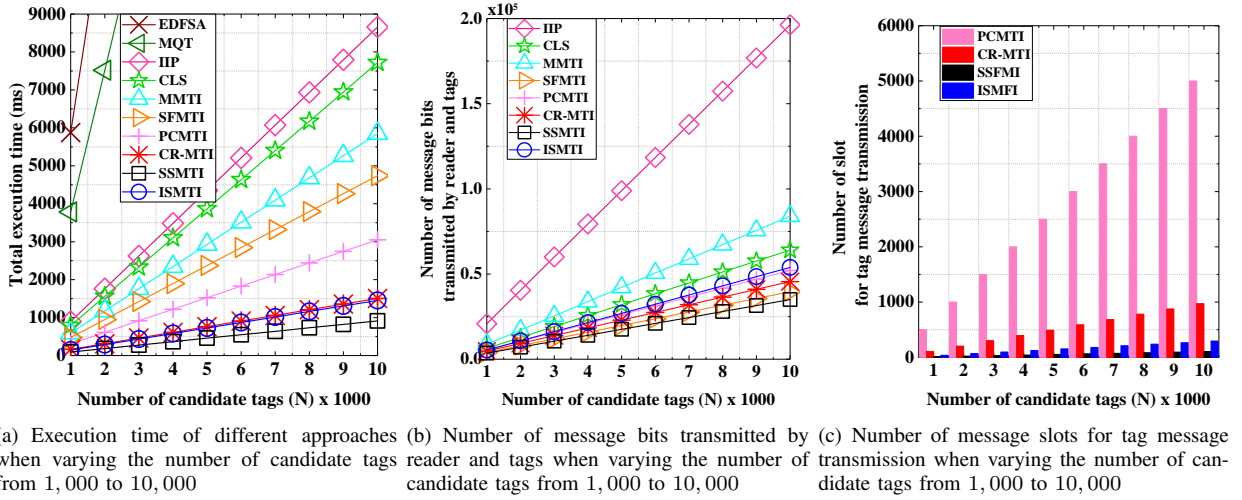 9000
8000
7000
6000
5000
4000
3000
2000
1000
0
Total execution time (ms)
EDFSA
MQT
IIP
CLS
MMTI
SFMTI
PCMTI
CR-MTI
SSMTI
ISMTI
1 2 3 4 5 6 7 8 9 10
Number of candidate tags (N) x 1000
(a) Execution time of different approaches
when varying the number of candidate tags
from 1,000 to 10,000
2.0x10⁵
1.5x10⁵
1.0x10⁵
0.5x10⁵
0.0
Number of message bits
transmitted by reader and tags
IIP
CLS
MMTI
SFMTI
PCMTI
CR-MTI
SSMTI
ISMTI
1 2 3 4 5 6 7 8 9 10
Number of candidate tags (N) x 1000
(b) Number of message bits transmitted by
reader and tags when varying the number of
candidate tags from 1,000 to 10,000
6000
5000
4000
3000
2000
1000
0
Number of slot
for tag message transmission
PCMTI
CR-MTI
SSFMI
ISMFI
1 2 3 4 5 6 7 8 9 10
Number of candidate tags (N) x 1000
(c) Number of message slots for tag message
transmission when varying the number of can-
didate tags from 1,000 to 10,000